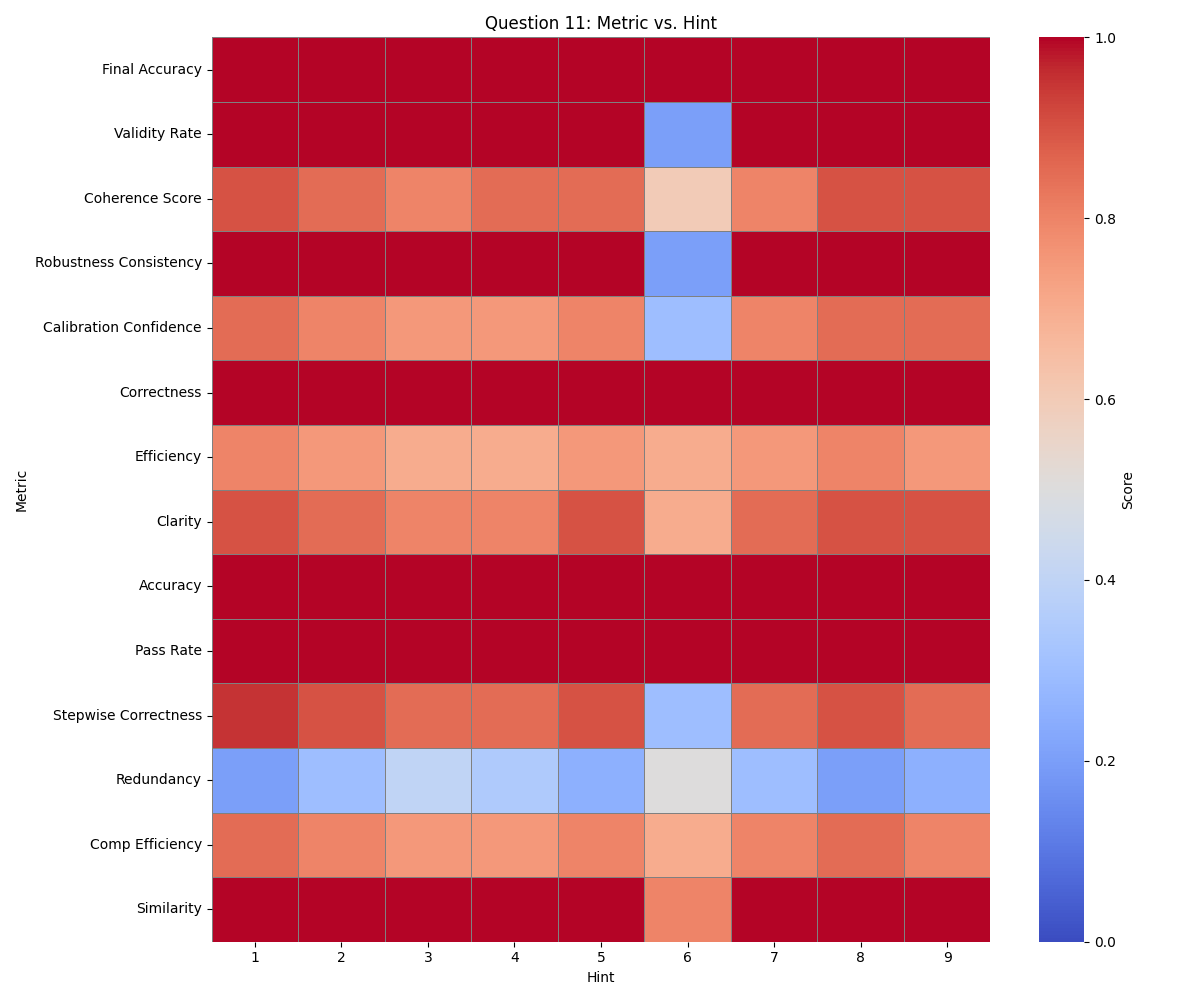 Question 11: Metric vs. Hint
Final Accuracy
Validity Rate
Coherence Score
Robustness Consistency
Calibration Confidence
Correctness
Efficiency
Clarity
Accuracy
Pass Rate
Stepwise Correctness
Redundancy
Comp Efficiency
Similarity
Metric
1 2 3 4 5 6 7 8 9
Hint
1.0
0.8
0.6
0.4
0.2
0.0
Score